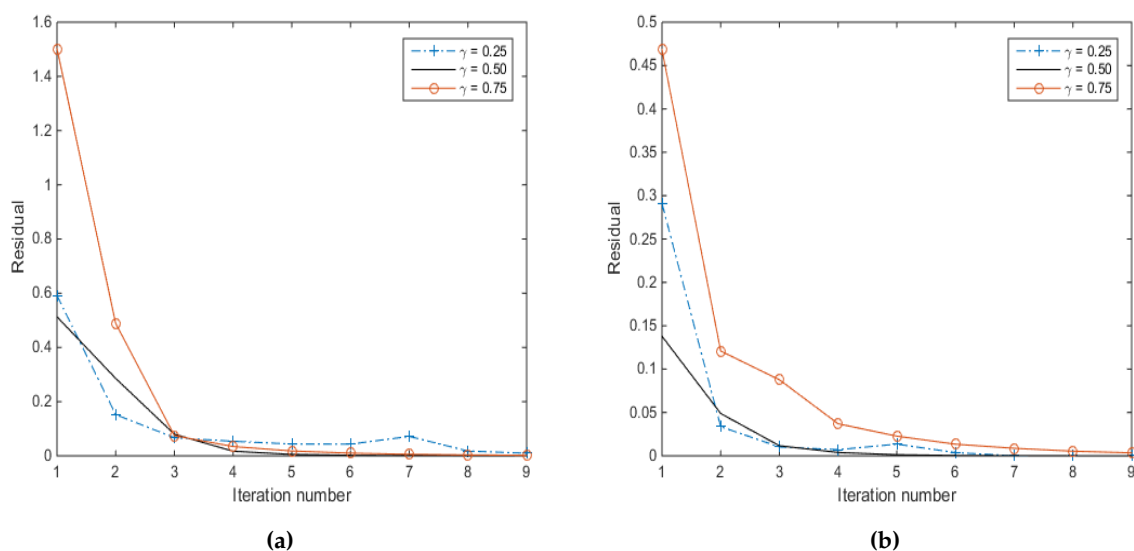 1.6
1.4
1.2
1
0.8
0.6
0.4
0.2
0
1 2 3 4 5 6 7 8 9
Residual
Iteration number
γ = 0.25
γ = 0.50
γ = 0.75
(a)
0.5
0.45
0.4
0.35
0.3
0.25
0.2
0.15
0.1
0.05
0
1 2 3 4 5 6 7 8 9
Residual
Iteration number
γ = 0.25
γ = 0.50
γ = 0.75
(b)